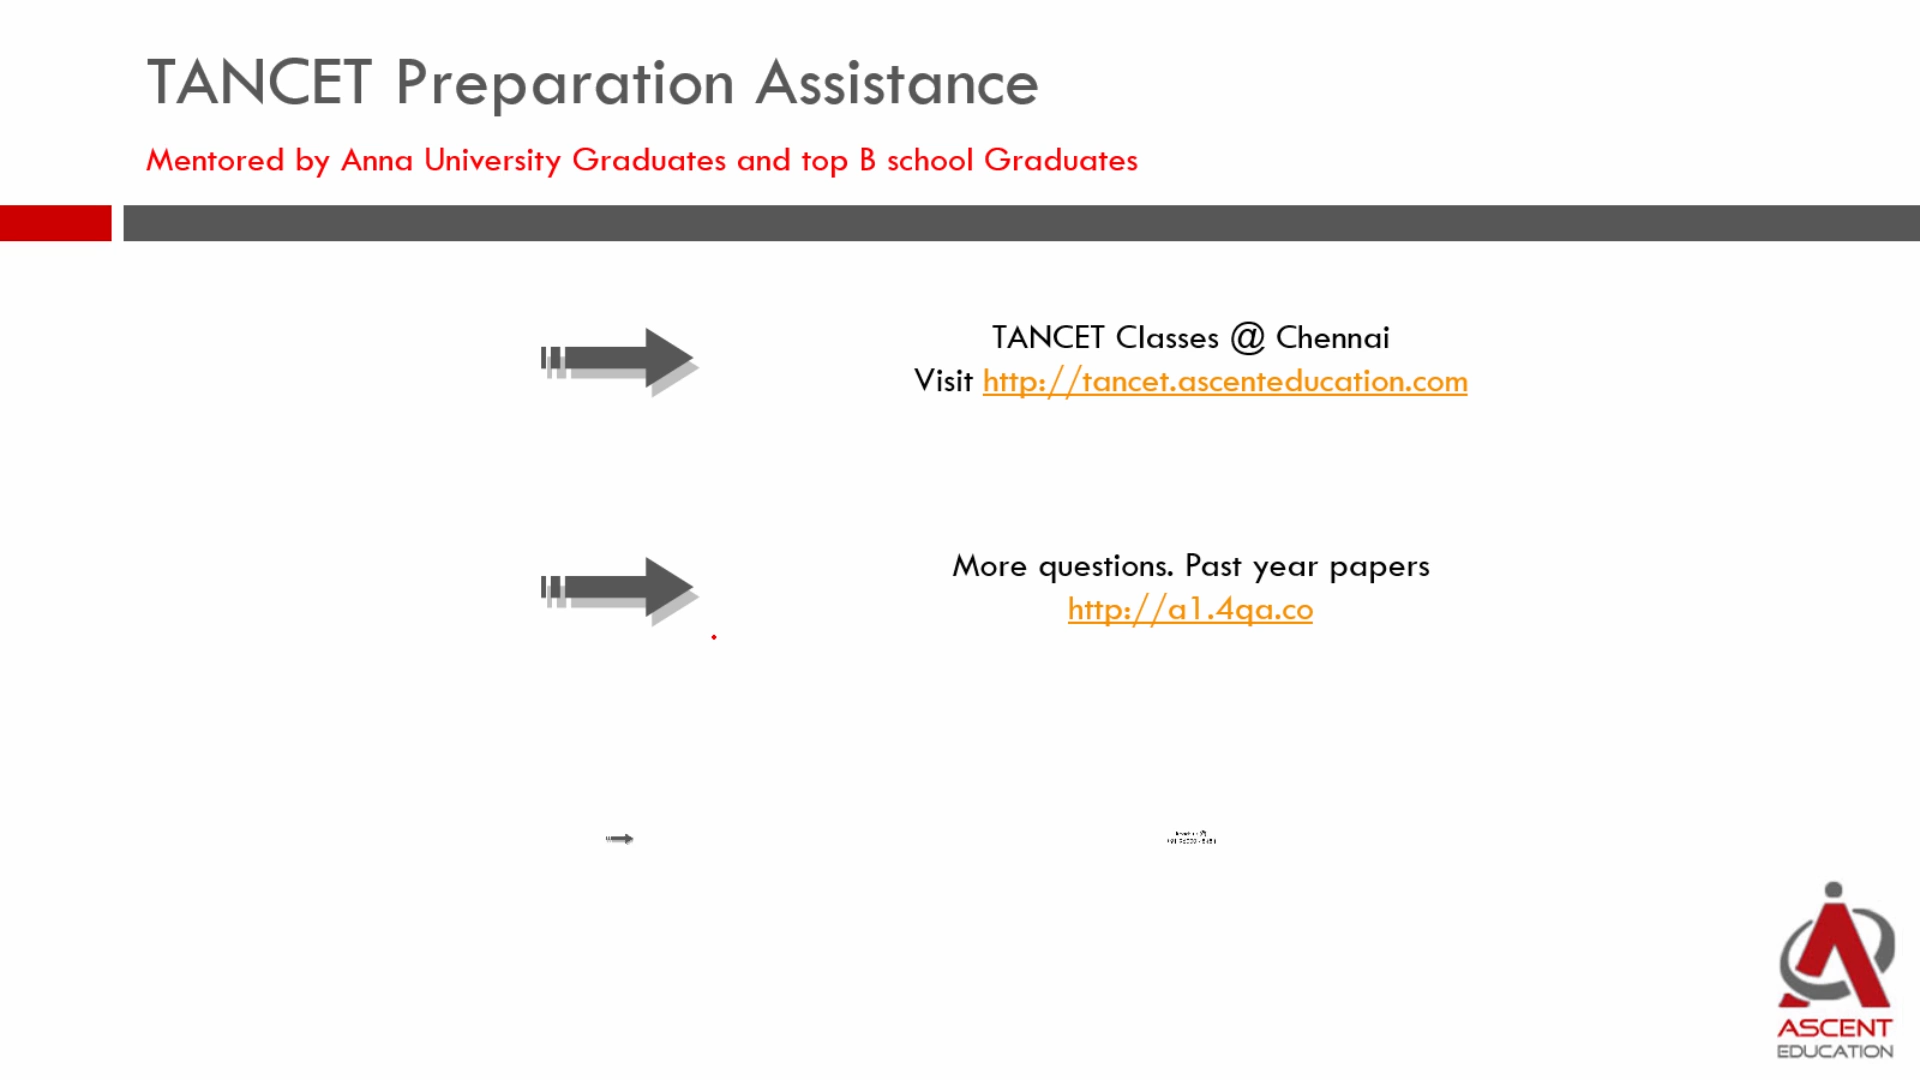 TANCET Preparation Assistance
Mentored by Anna University Graduates and top B school Graduates
TANCET Classes @ Chennai
Visit http://tancet.ascenteducation.com
More questions. Past year papers
http://a1.4qa.co
ASCENT
EDUCATION